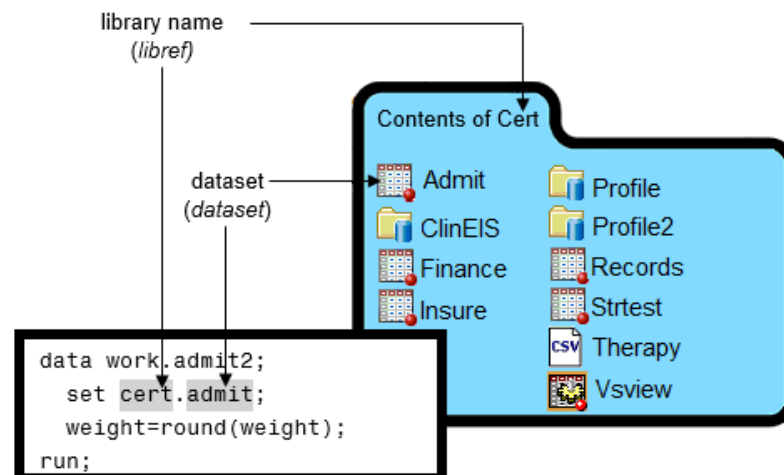 library name
(libref)
Contents of Cert
dataset
(dataset)
Admit
ClinEIS
Finance
Insure
Profile
Profile2
Records
Strtest
CSV
Therapy
Vsview
data work.admit2;
set cert.admit;
weight=round(weight);
run;